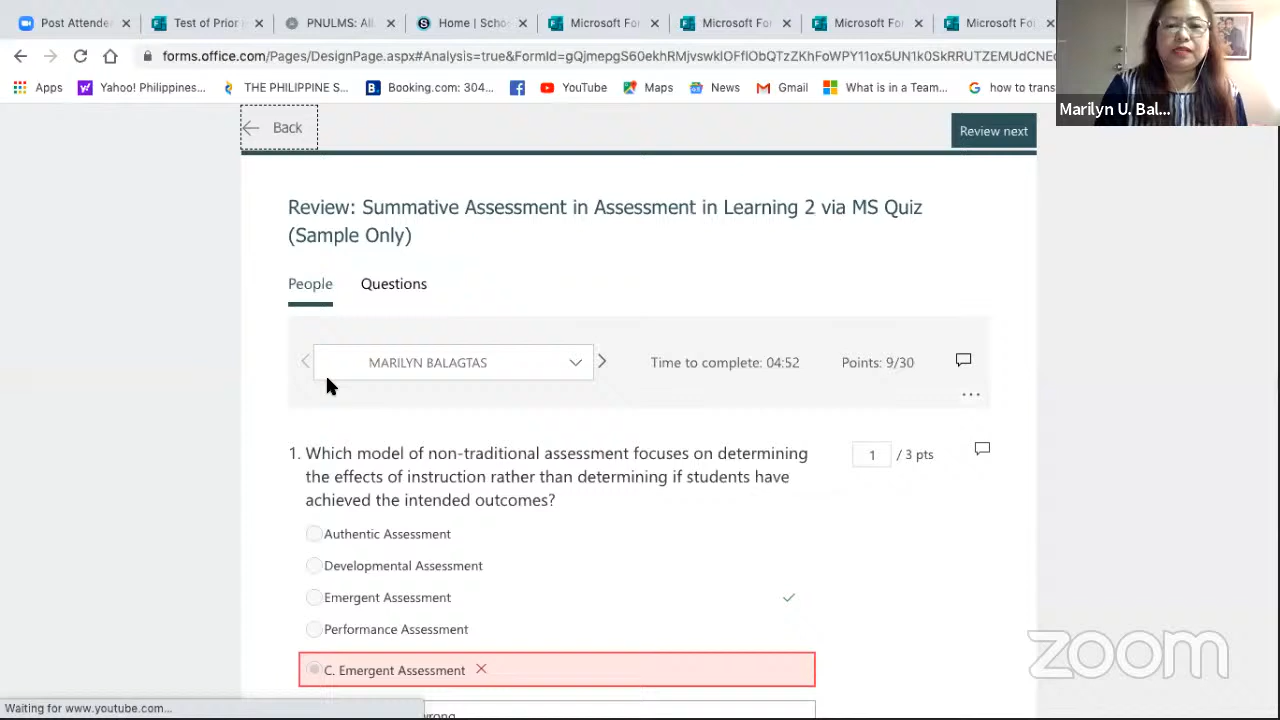 Post Attende
Test of Prior
PNULMS: All
Home | Schoo
Microsoft For
Microsoft For
Microsoft For
Microsoft Fo
forms.office.com/Pages/Designpage.aspx#Analysis=true&FormId=
Apps
Yahoo! Philippines...
THE PHILIPPINE S...
Booking.com: 304...
YouTube
Maps
News
Gmail
What is in a Team...
how to trans
Marilyn U. Bal...
Back
Review next
Review: Summative Assessment in Assessment in Learning 2 via MS Quiz
(Sample Only)
People
Questions
MARILYN BALAGTAS
Time to complete: 04:52
Points: 9/30
1. Which model of non-traditional assessment focuses on determining
the effects of instruction rather than determining if students have
achieved the intended outcomes?
1 / 3 pts
Authentic Assessment
Developmental Assessment
Emergent Assessment
Performance Assessment
C. Emergent Assessment
zoom
Waiting for www.youtube.com...